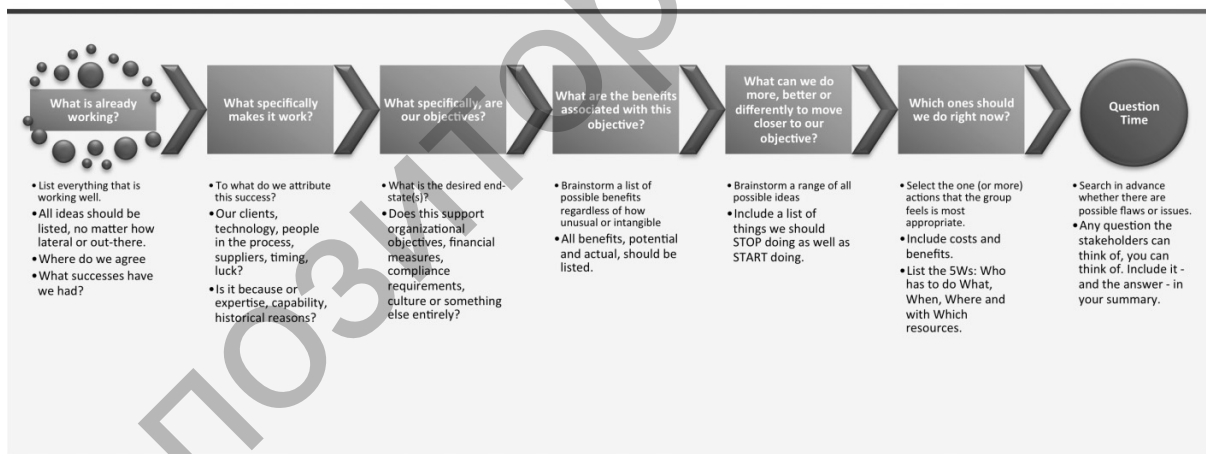 What is already
working?
What specifically
makes it work?
What specifically, are
our objectives?
What are the benefits
associated with this
objective?
What can we do
more, better or
differently to move
closer to our
objective?
Which ones should
we do right now?
Question
Time
• List everything that is
working well.
• All ideas should be
listed, no matter how
lateral or out-there.
• Where do we agree
• What successes have
we had?
• To what do we attribute
this success?
• Our clients,
technology, people
in the process,
suppliers, timing,
luck?
• Is it because or
expertise, capability,
historical reasons?
• What is the desired end-
state(s)?
• Does this support
organizational
objectives, financial
measures,
compliance
requirements,
culture or something
else entirely?
• Brainstorm a list of
possible benefits
regardless of how
unusual or intangible
• All benefits, potential
and actual, should be
listed.
• Brainstorm a range of all
possible ideas
• Include a list of
things we should
STOP doing as well as
START doing.
• Select the one (or more)
actions that the group
feels is most
appropriate.
• Include costs and
benefits.
• List the 5Ws: Who
has to do What,
When, Where and
with Which
resources.
• Search in advance
whether there are
possible flaws or issues.
• Any question the
stakeholders can
think of, you can
think of. Include it -
and the answer - in
your summary.
позитор